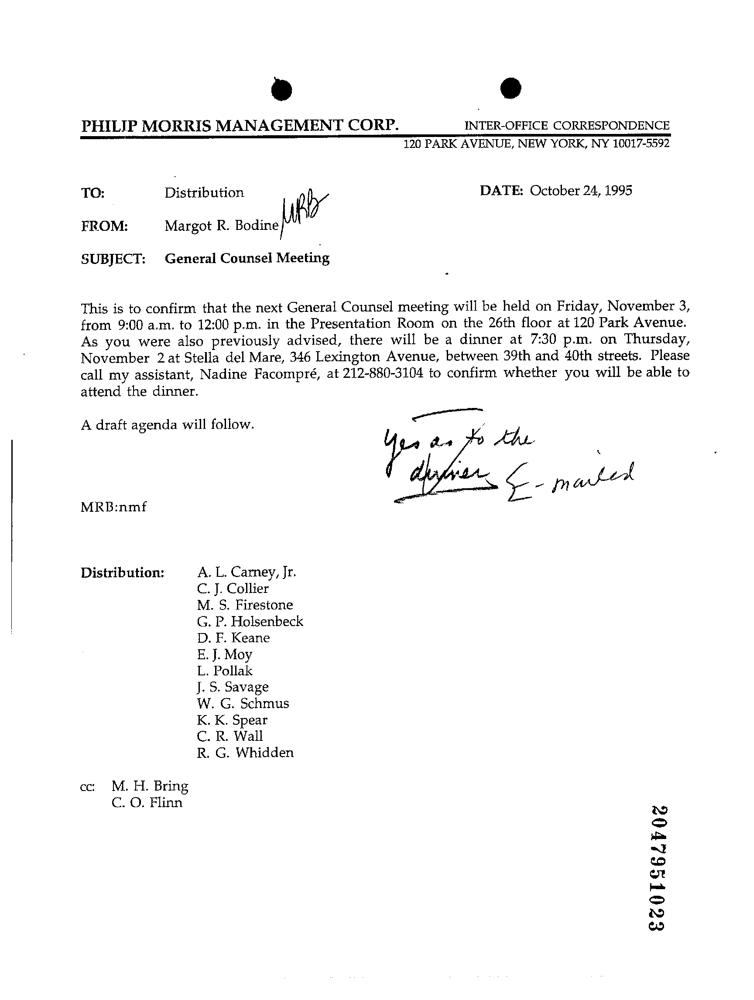 PHILIP MORRIS MANAGEMENT CORP. INTER-OFFICE CORRESPONDENCE
120 PARK AVENUE, NEW YORK, NY 10017-5592
TO: Distribution DATE: October 24, 1995
MRB
FROM: Margot R. Bodine
SUBJECT: General Counsel Meeting
This is to confirm that the next General Counsel meeting will be held on Friday, November 3,
from 9:00 a.m. to 12:00 p.m. in the Presentation Room on the 26th floor at 120 Park Avenue.
As you were also previously advised, there will be a dinner at 7:30 p.m. on Thursday,
November 2 at Stella del Mare, 346 Lexington Avenue, between 39th and 40th streets. Please
call my assistant, Nadine Facompré, at 212-880-3104 to confirm whether you will be able to
attend the dinner.
A draft agenda will follow.
Yes as to the
dinner E-mailed
MRB:nmf
Distribution: A. L. Carney, Jr.
C. J. Collier
M. S. Firestone
G. P. Holsenbeck
D. F. Keane
E. J. Moy
L. Pollak
J. S. Savage
W. G. Schmus
K. K. Spear
C. R. Wall
R. G. Whidden
cc: M. H. Bring
C. O. Flinn
2047951023